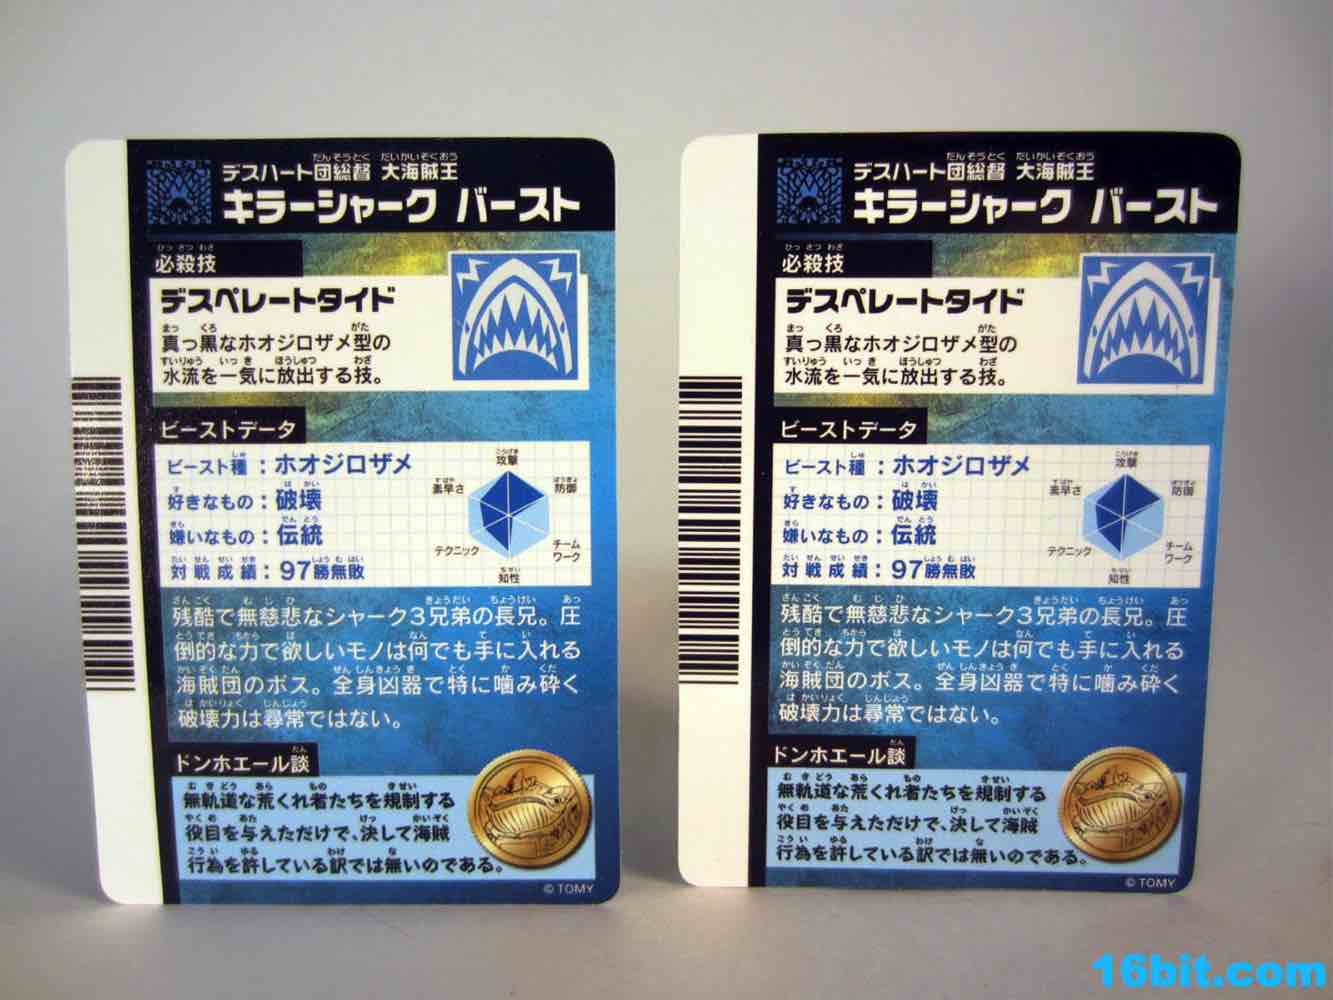 デスハート団総督 大海賊王
キラーシャーク バースト
必殺技
デスペレートタイド
真っ黒なホオジロザメ型の
水流を一気に放出する技。
ビーストデータ
ビースト種：ホオジロザメ
好きなもの：破壊
嫌いなもの：伝統
対戦成績：97勝無敗
攻撃
防御
チーム
ワーク
知性
テクニック
素早さ
残酷で無慈悲なシャーク3兄弟の長兄。圧
倒的な力で欲しいモノは何でも手に入れる
海賊団のボス。全身凶器で特に噛み砕く
破壊力は尋常ではない。
ドンホエール談
無軌道な荒くれ者たちを規制する
役目を与えただけで、決して海賊
行為を許している訳では無いのである。
© TOMY
デスハート団総督 大海賊王
キラーシャーク バースト
必殺技
デスペレートタイド
真っ黒なホオジロザメ型の
水流を一気に放出する技。
ビーストデータ
ビースト種：ホオジロザメ
好きなもの：破壊
嫌いなもの：伝統
対戦成績：97勝無敗
攻撃
防御
チーム
ワーク
知性
テクニック
素早さ
残酷で無慈悲なシャーク3兄弟の長兄。圧
倒的な力で欲しいモノは何でも手に入れる
海賊団のボス。全身凶器で特に噛み砕く
破壊力は尋常ではない。
ドンホエール談
無軌道な荒くれ者たちを規制する
役目を与えただけで、決して海賊
行為を許している訳では無いのである。
© TOMY
16bit.com